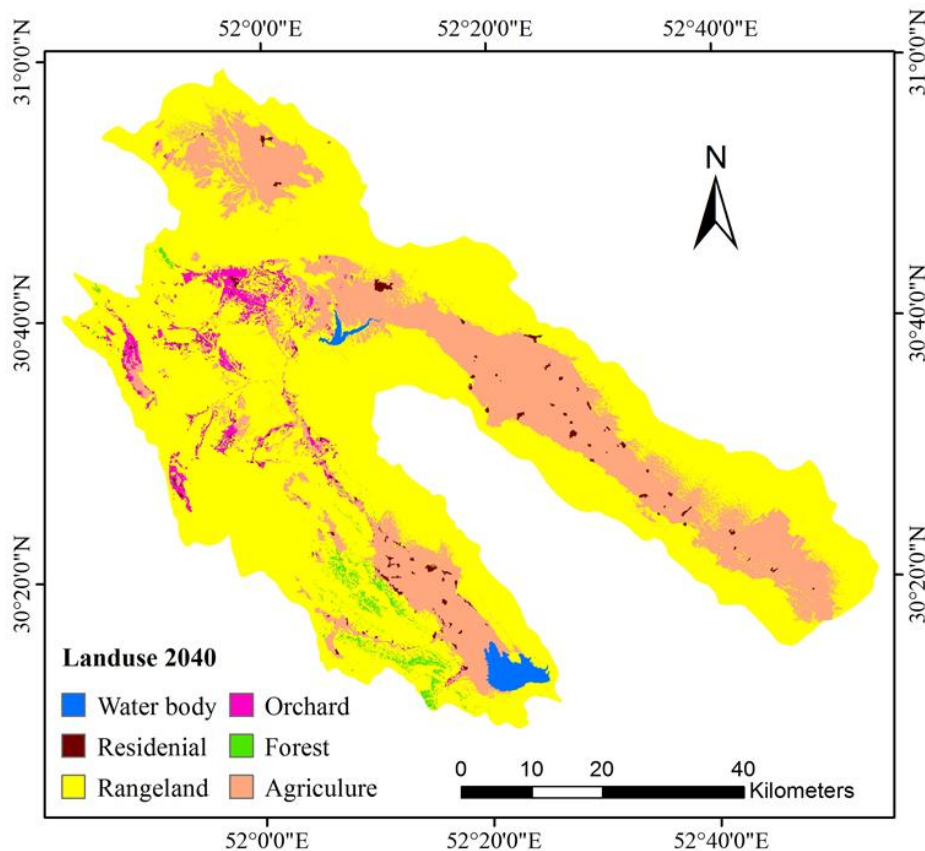 52°0'0"E 52°20'0"E 52°40'0"E
31°0'0"N 31°0'0"N
N
30°40'0"N 30°40'0"N
30°20'0"N 30°20'0"N
Landuse 2040
Water body Orchard
Residenial Forest
Rangeland Agriculure
0 10 20 40
Kilometers
52°0'0"E 52°20'0"E 52°40'0"E